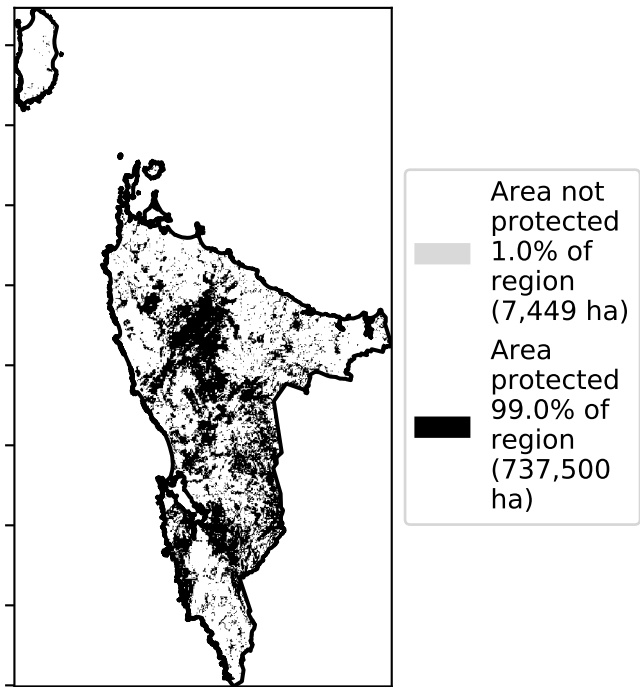 Area not
protected
1.0% of
region
(7,449 ha)
Area
protected
99.0% of
region
(737,500
ha)